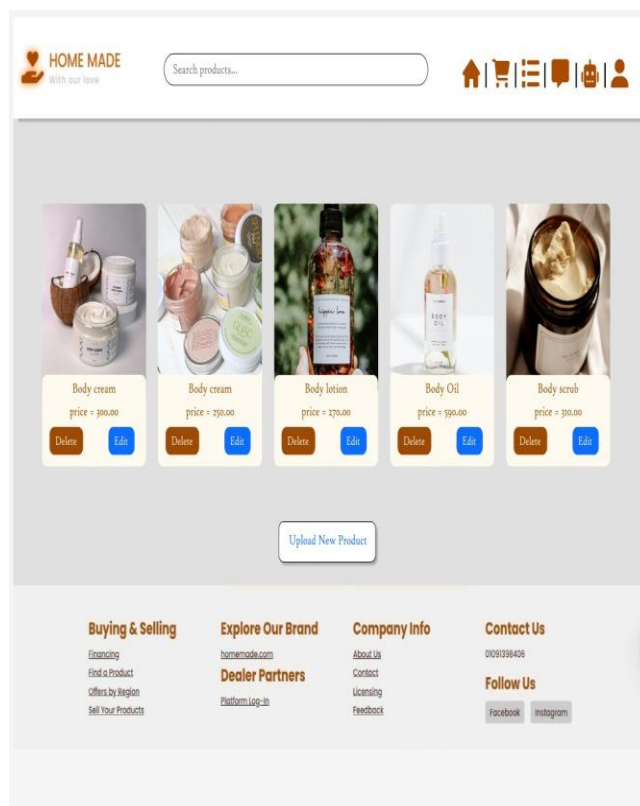 HOME MADE
With our love
Search products...
Body cream
price = 300.00
Delete Edit
Body cream
price = 250.00
Delete Edit
Body lotion
price = 270.00
Delete Edit
BODY
OIL
Body Oil
price = 590.00
Delete Edit
Body scrub
price = 310.00
Delete Edit
Upload New Product
Buying & Selling
Financing
Find a Product
Offers by Region
Sell Your Products
Explore Our Brand
homemade.com
Dealer Partners
Platform Log-In
Company Info
About Us
Contact
Licensing
Feedback
Contact Us
01091398406
Follow Us
Facebook Instagram